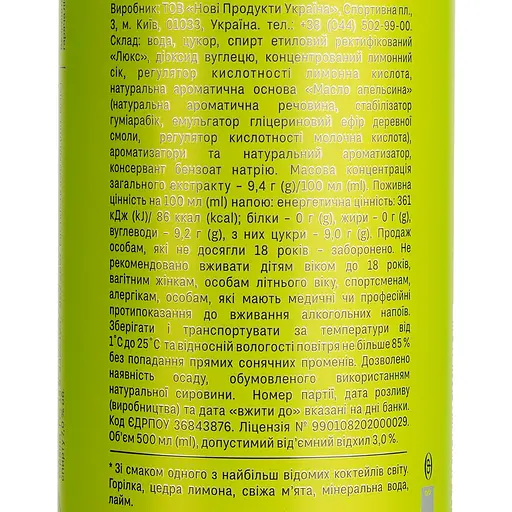 Виробник: ТОВ «Нові Продукти Україна», Спортивна пл.,
3, м. Київ, 01033, Україна. тел.: +38 (044) 502-99-00.
Склад: вода, цукор, спирт етиловий ректифікований
«Люкс», діоксид вуглецю, концентрований лимонний
сік, регулятор кислотності лимонна кислота,
натуральна ароматична основа «Масло апельсина»
(натуральна ароматична речовина, стабілізатор
гуміарабік, емульгатор гліцериновий ефір деревної
смоли, регулятор кислотності молочна кислота),
ароматизатори та натуральний ароматизатор,
консервант бензоат натрію. Масова концентрація
загального екстракту – 9,4 г (g)/100 мл (ml). Поживна
цінність на 100 мл (ml) напою: енергетична цінність: 361
кДж (kJ)/ 86 ккал (kcal); білки – 0 г (g), жири – 0 г (g),
вуглеводи – 9,2 г (g), з них цукри – 9,0 г (g). Продаж
особам, які не досягли 18 років – заборонено. Не
рекомендовано вживати дітям віком до 18 років,
вагітним жінкам, особам літнього віку, спортсменам,
алергікам, особам, які мають медичні чи професійні
протипоказання до вживання алкогольних напоїв.
Зберігати і транспортувати за температури від
1°С до 25°С та відносній вологості повітря не більше 85 %
без попадання прямих сонячних променів. Дозволено
наявність осаду, обумовленого використанням
натуральної сировини. Номер партії, дата розливу
(виробництва) та дата «вжити до» вказані на дні банки.
Код ЄДРПОУ 36843876. Ліцензія № 990108202000029.
Об'єм 500 мл (ml), допустимий від'ємний відхил 3,0 %.
* Зі смаком одного з найбільш відомих коктейлів світу.
Горілка, цедра лимона, свіжа м'ята, мінеральна вода,
лайм.